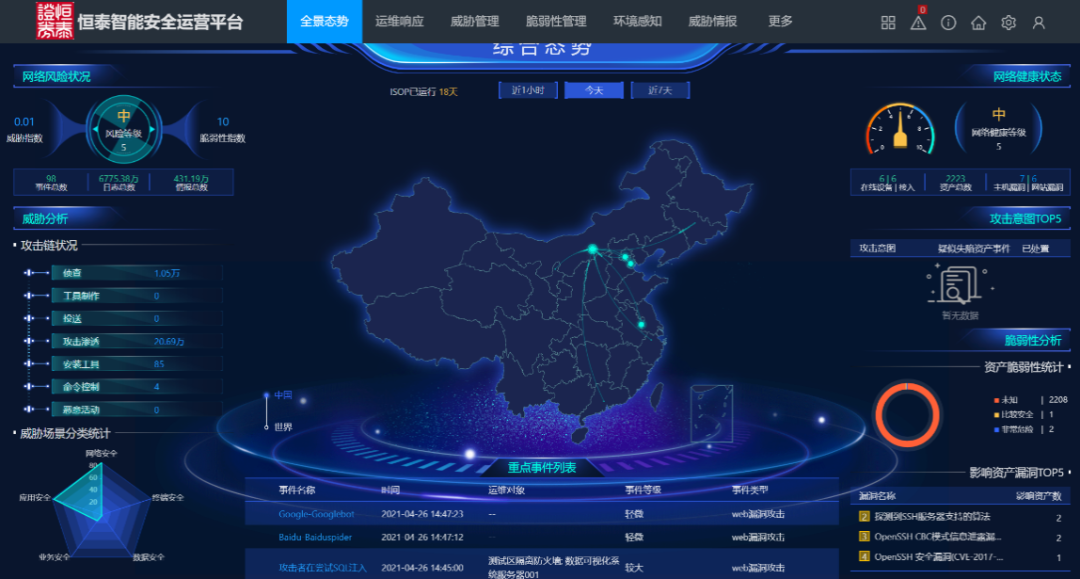 證恒
券泰
恒泰智能安全运营平台
全景态势 运维响应 威胁管理 脆弱性管理 环境感知 威胁情报 更多
0
综合态势
ISOP已运行 18天
近1小时 今天 近7天
网络风险状况
0.01
威胁指数
中
风险等级
5
10
脆弱性指数
98
事件总数
6775.38万
日志总数
431.19万
情报总数
威胁分析
攻击链状况
侦查 1.05万
工具制作 0
投送 0
攻击渗透 20.69万
安装工具 85
命令控制 4
恶意活动 0
威胁场景分类统计
网络安全
80
60
40
20
应用安全
终端安全
业务安全
数据安全
中国
世界
重点事件列表
事件名称 时间 运维对象 事件等级 事件类型
Google-Googlebot 2021-04-26 14:47:23 -- 轻微 web漏洞攻击
Baidu-Baiduspider 2021-04-26 14:47:12 -- 轻微 web漏洞攻击
攻击者在尝试SQL注入 2021-04-26 14:45:00 测试区隔离防火墙; 数据可视化系
统服务器001 较大 web漏洞攻击
网络健康状态
0 2 4 6 8 10
中
网络健康等级
5
6 | 6
在线设备 | 接入
2223
资产总数
7 | 6
主机漏洞 | 网站漏洞
攻击意图TOP5
攻击意图 疑似失陷资产事件 已处置
暂无数据
脆弱性分析
资产脆弱性统计
未知 | 2208
比较安全 | 1
非常危险 | 2
影响资产漏洞TOP5
漏洞名称 影响资产数
2 探测到SSH服务器支持的算法 2
3 OpenSSH CBC模式信息泄露漏... 2
4 OpenSSH 安全漏洞(CVE-2017-... 1